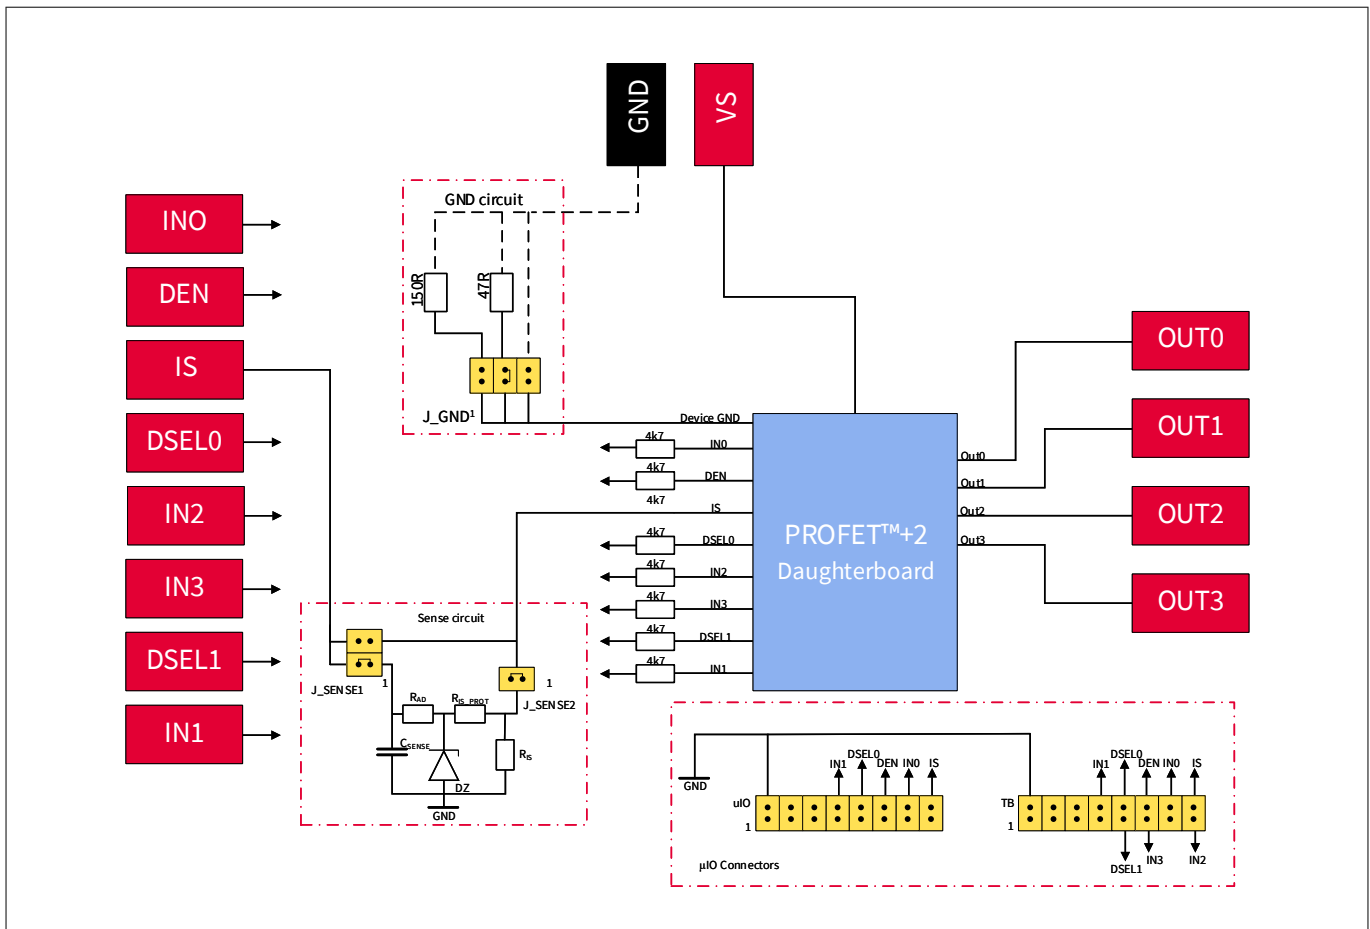 GND
VS
GND circuit
INO
DEN
IS
DSEL0
IN2
IN3
DSEL1
IN1
150R
47R
J_GND¹
Device GND
4k7
IN0
4k7
DEN
4k7
IS
4k7
DSEL0
4k7
IN2
4k7
IN3
4k7
DSEL1
4k7
IN1
PROFET™+2
Daughterboard
Out0
Out1
Out2
Out3
OUT0
OUT1
OUT2
OUT3
Sense circuit
J_SENSE1
1
1
J_SENSE2
RAD
RIS_PROT
CSENSE
RIS
DZ
GND
GND
uIO
1
IN1
DSEL0
DEN
IN0
IS
TB
1
IN1
DSEL0
DEN
IN0
IS
DSEL1
IN3
IN2
µIO Connectors